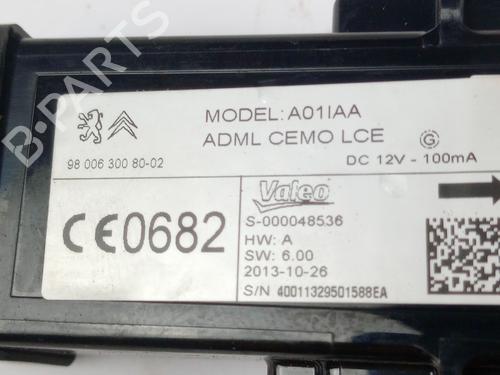 MODEL: A01IAA
ADML CEMO LCE
G
98 006 300 80-02
DC 12V - 100mA
CE0682
Valeo
S-000048536
HW: A
SW: 6.00
2013-10-26
S/N 40011329501588EA
B-PARTS